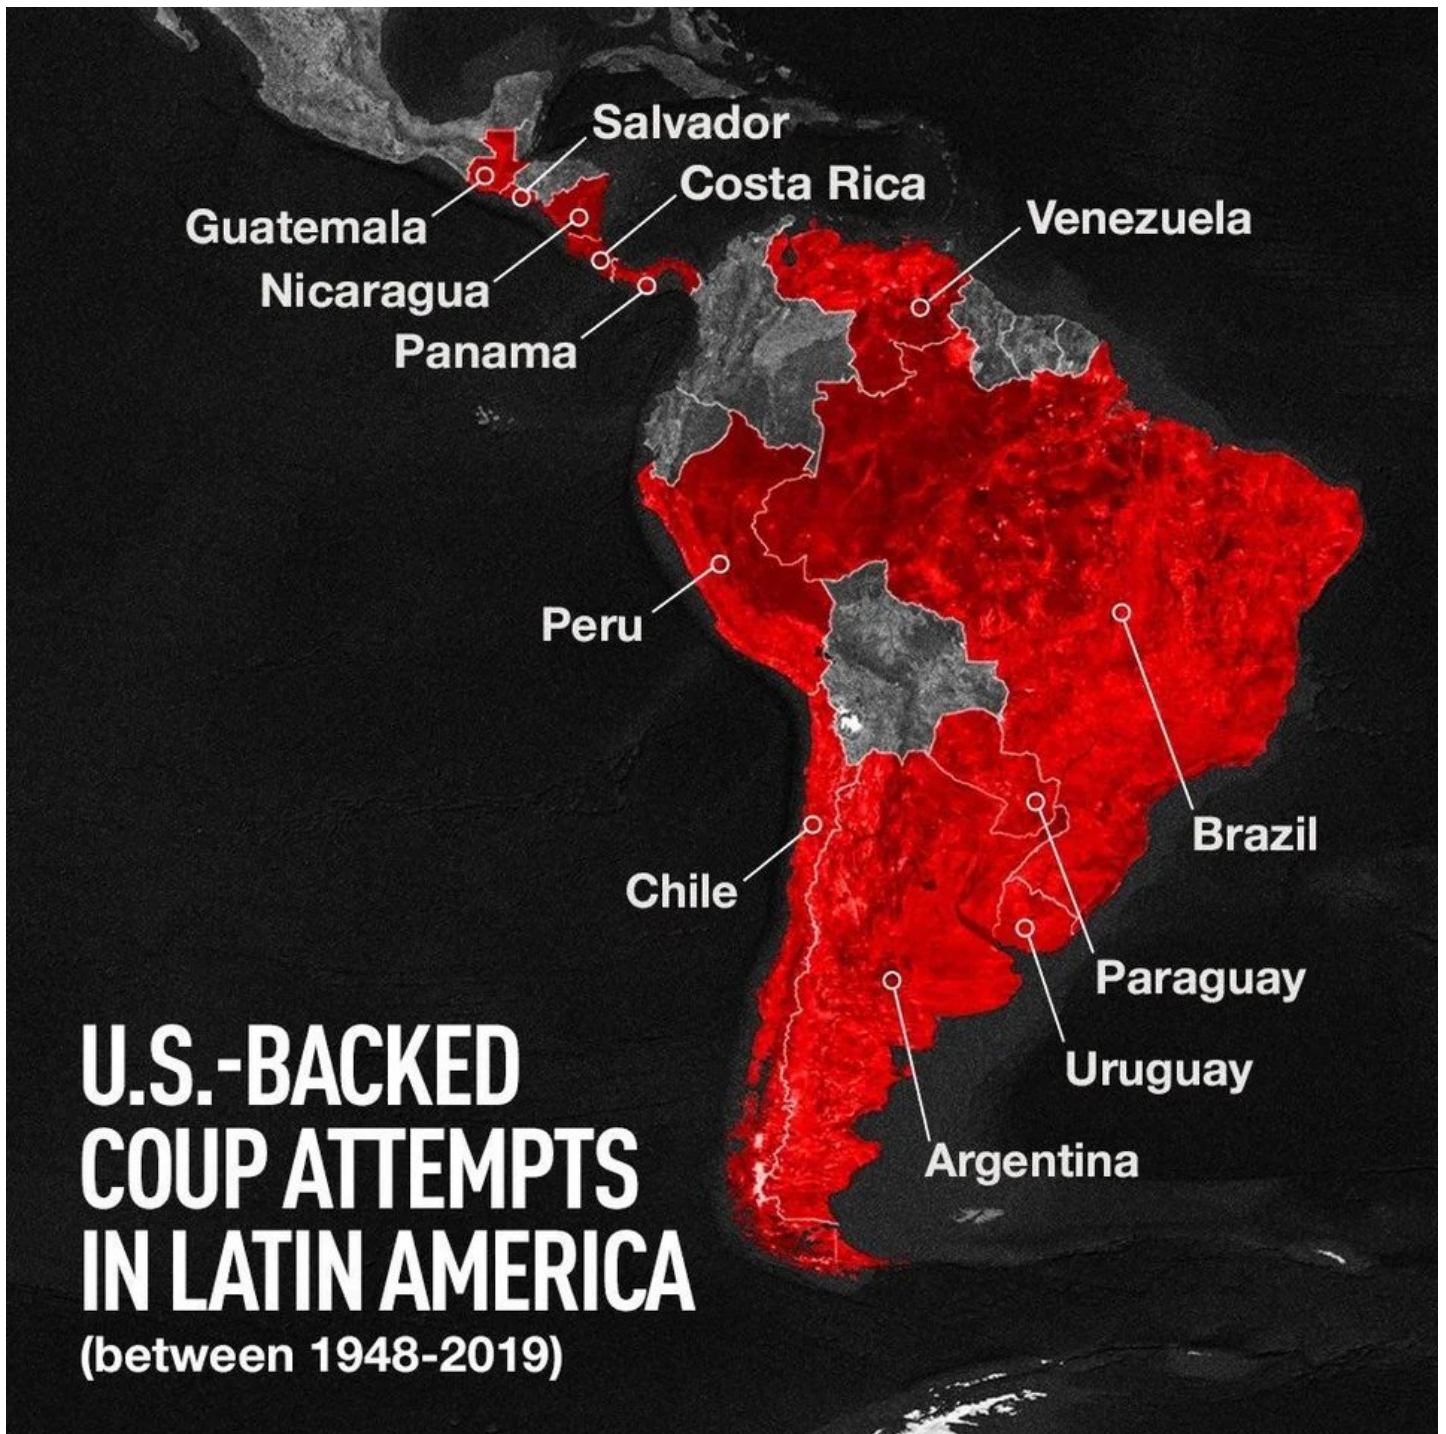 Salvador
Costa Rica
Guatemala
Venezuela
Nicaragua
Panama
Peru
Brazil
Chile
Paraguay
Uruguay
Argentina
U.S.-BACKED
COUP ATTEMPTS
IN LATIN AMERICA
(between 1948-2019)